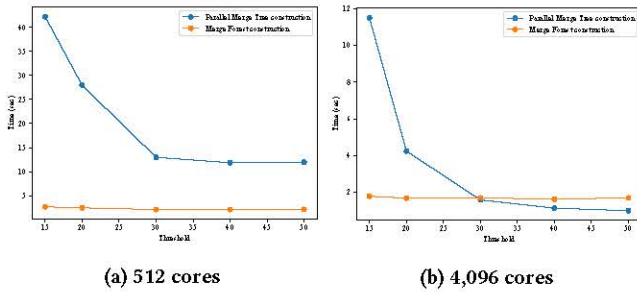 Parallel Merge Tree construction
Merge Forest construction
40
35
30
25
20
15
10
5
Time (sec)
15 20 25 30 35 40 45 50
Threshold
(a) 512 cores
Parallel Merge Tree construction
Merge Forest construction
12
10
8
6
4
2
Time (sec)
15 20 25 30 35 40 45 50
Threshold
(b) 4,096 cores